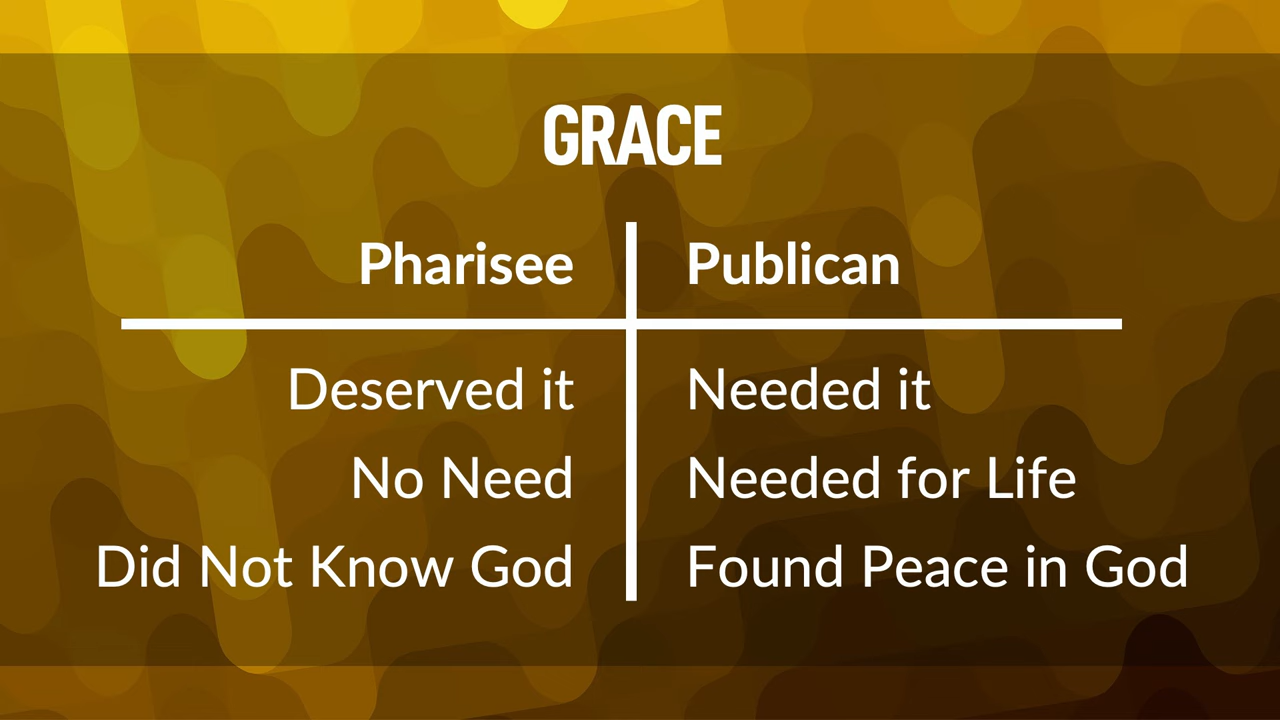 GRACE
Pharisee Publican
Deserved it Needed it
No Need Needed for Life
Did Not Know God Found Peace in God